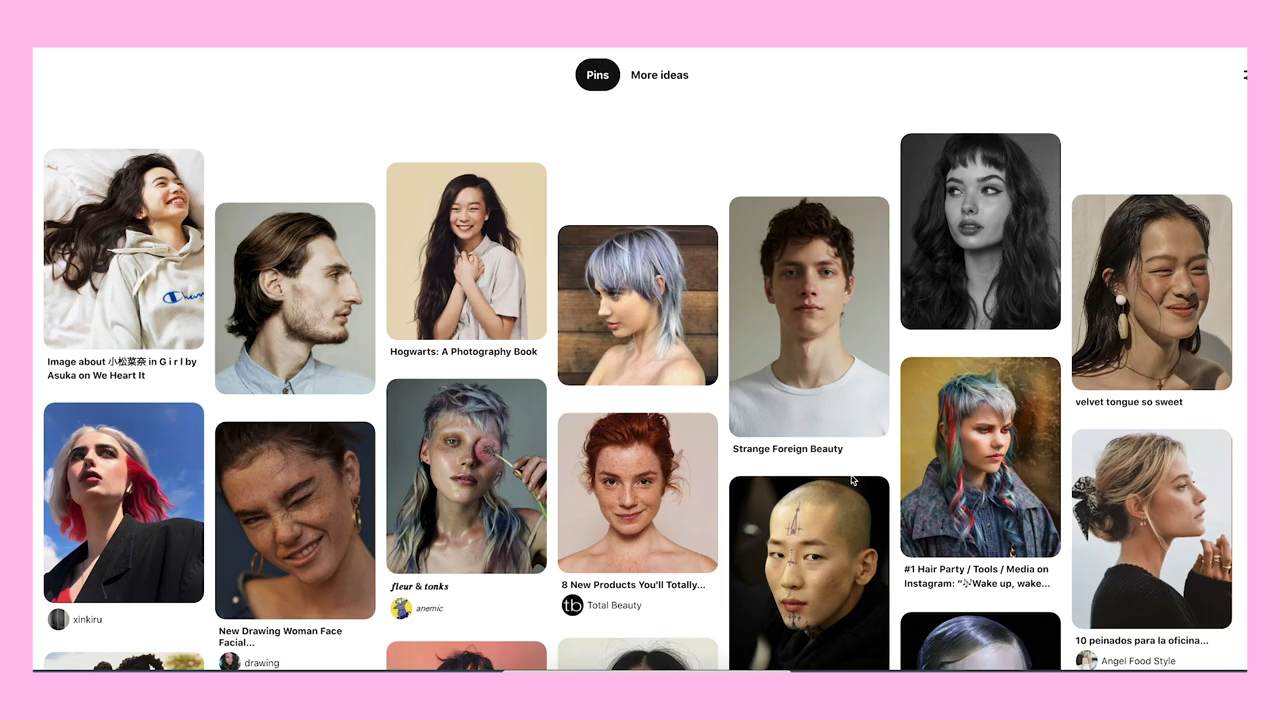 Pins
More ideas
Cham
Image about 小松菜奈 in G i r l by
Asuka on We Heart It
Hogwarts: A Photography Book
Strange Foreign Beauty
velvet tongue so sweet
xinkiru
New Drawing Woman Face
Facial...
drawing
fleur & tonks
anemic
8 New Products You'll Totally...
tb
Total Beauty
#1 Hair Party / Tools / Media on
Instagram: “🎶Wake up, wake...
10 peinados para la oficina...
Angel Food Style